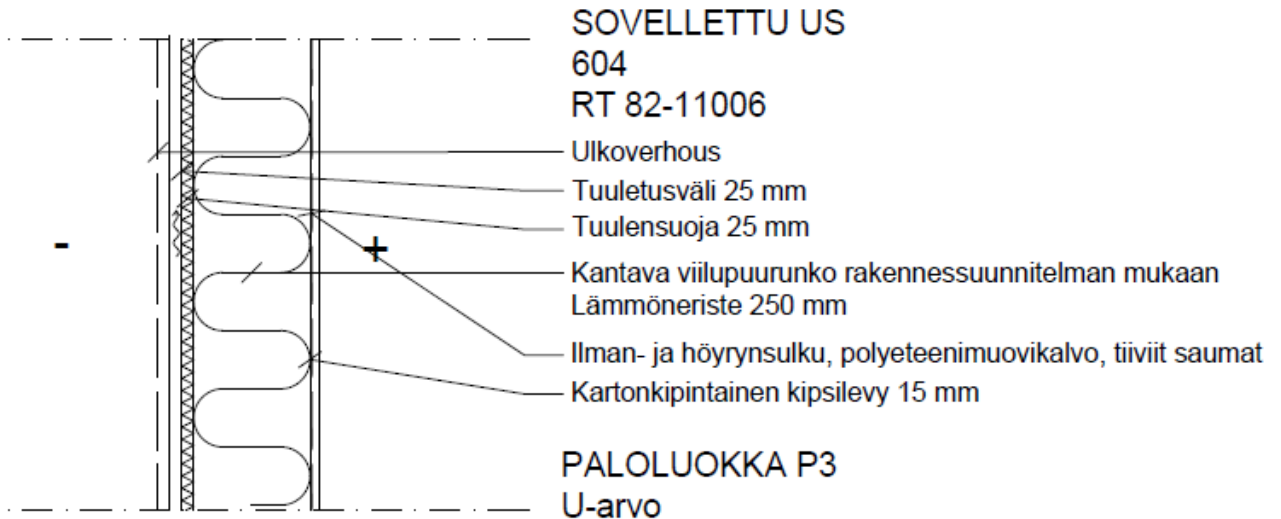 SOVELLETTU US
604
RT 82-11006
Ulkoverhous
Tuuletusväli 25 mm
Tuulensuoja 25 mm
Kantava viilupuurunko rakennessuunnitelman mukaan
Lämmöneriste 250 mm
Ilman- ja höyrynsulku, polyeteenimuovikalvo, tiiviit saumat
Kartonkipintainen kipsilevy 15 mm
- +
PALOLUOKKA P3
U-arvo